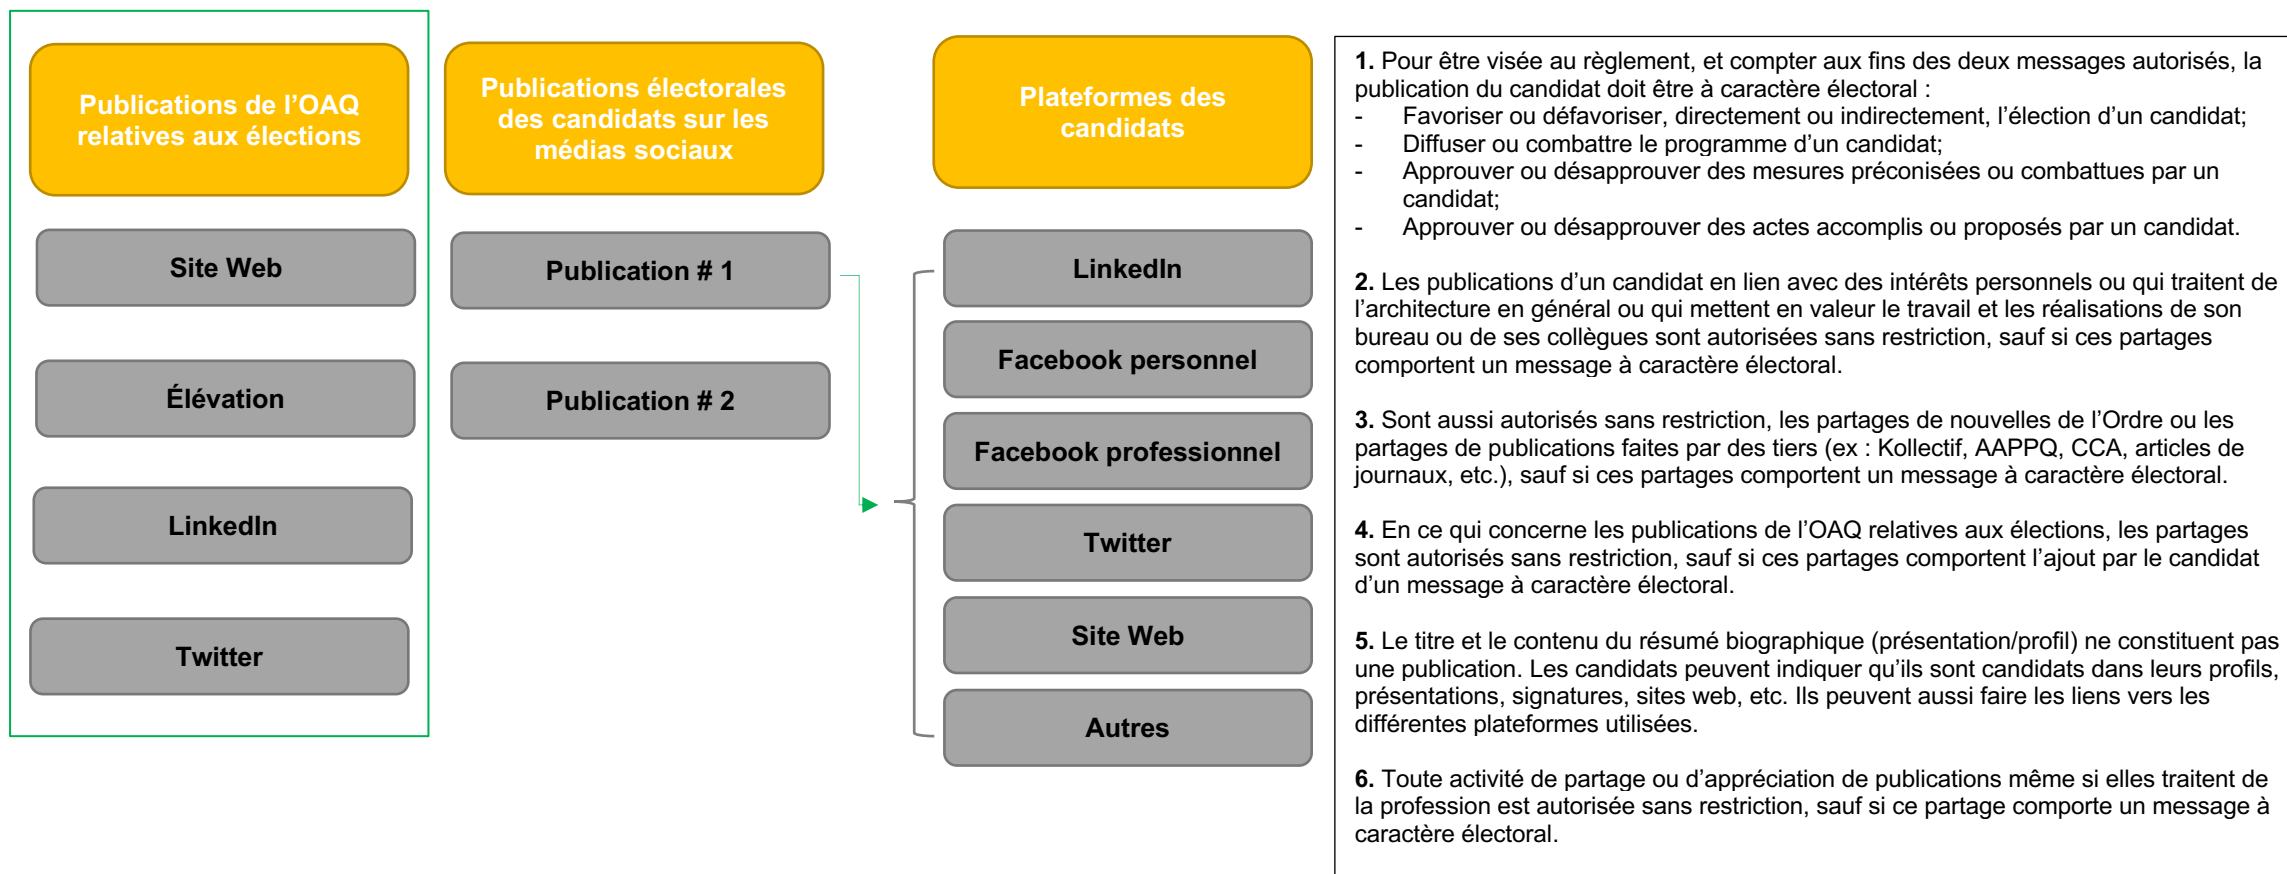 Publications de l’OAQ
relatives aux élections
Site Web
Élévation
LinkedIn
Twitter
Publications électorales
des candidats sur les
médias sociaux
Publication # 1
Publication # 2
Plateformes des
candidats
LinkedIn
Facebook personnel
Facebook professionnel
Twitter
Site Web
Autres
1. Pour être visée au règlement, et compter aux fins des deux messages autorisés, la
publication du candidat doit être à caractère électoral :
- Favoriser ou défavoriser, directement ou indirectement, l’élection d’un candidat;
- Diffuser ou combattre le programme d’un candidat;
- Approuver ou désapprouver des mesures préconisées ou combattues par un
candidat;
- Approuver ou désapprouver des actes accomplis ou proposés par un candidat.
2. Les publications d’un candidat en lien avec des intérêts personnels ou qui traitent de
l’architecture en général ou qui mettent en valeur le travail et les réalisations de son
bureau ou de ses collègues sont autorisées sans restriction, sauf si ces partages
comportent un message à caractère électoral.
3. Sont aussi autorisés sans restriction, les partages de nouvelles de l’Ordre ou les
partages de publications faites par des tiers (ex : Kollectif, AAPPQ, CCA, articles de
journaux, etc.), sauf si ces partages comportent un message à caractère électoral.
4. En ce qui concerne les publications de l’OAQ relatives aux élections, les partages
sont autorisés sans restriction, sauf si ces partages comportent l’ajout par le candidat
d’un message à caractère électoral.
5. Le titre et le contenu du résumé biographique (présentation/profil) ne constituent pas
une publication. Les candidats peuvent indiquer qu’ils sont candidats dans leurs profils,
présentations, signatures, sites web, etc. Ils peuvent aussi faire les liens vers les
différentes plateformes utilisées.
6. Toute activité de partage ou d’appréciation de publications même si elles traitent de
la profession est autorisée sans restriction, sauf si ce partage comporte un message à
caractère électoral.